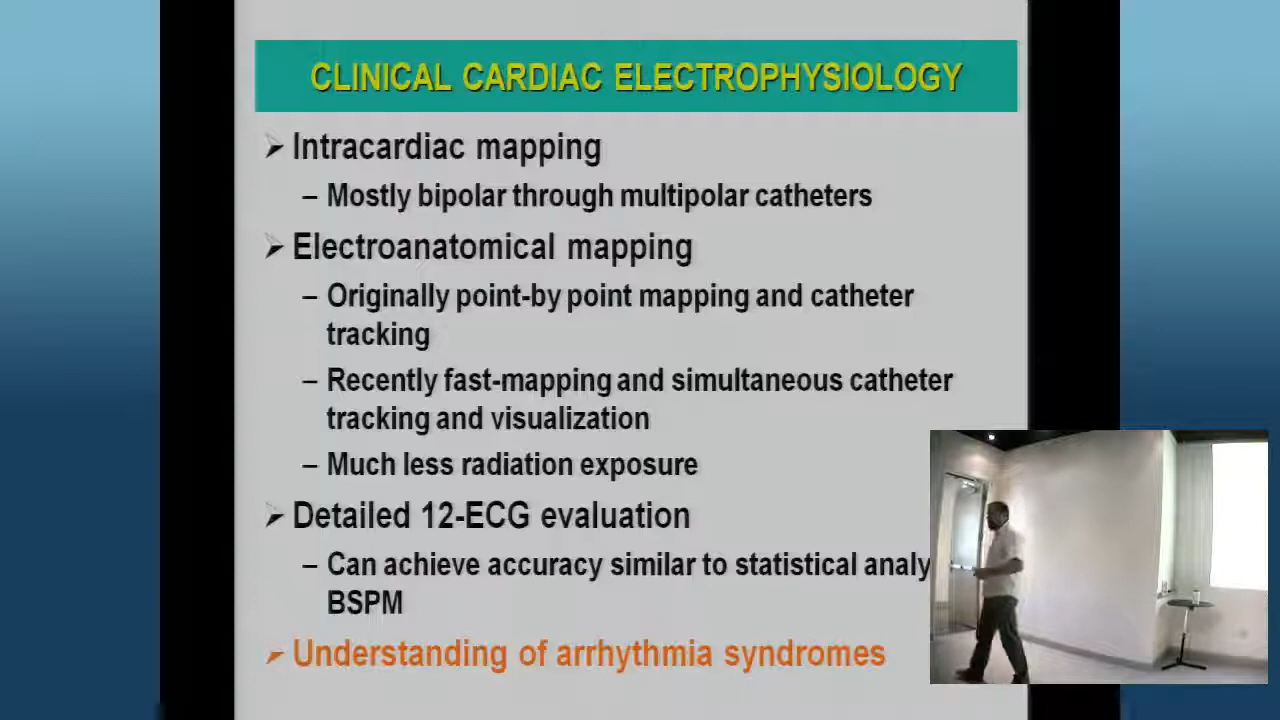 CLINICAL CARDIAC ELECTROPHYSIOLOGY
➢ Intracardiac mapping
– Mostly bipolar through multipolar catheters
➢ Electroanatomical mapping
– Originally point-by point mapping and catheter
tracking
– Recently fast-mapping and simultaneous catheter
tracking and visualization
– Much less radiation exposure
➢ Detailed 12-ECG evaluation
– Can achieve accuracy similar to statistical
BSPM
➢ Understanding of arrhythmia syndromes